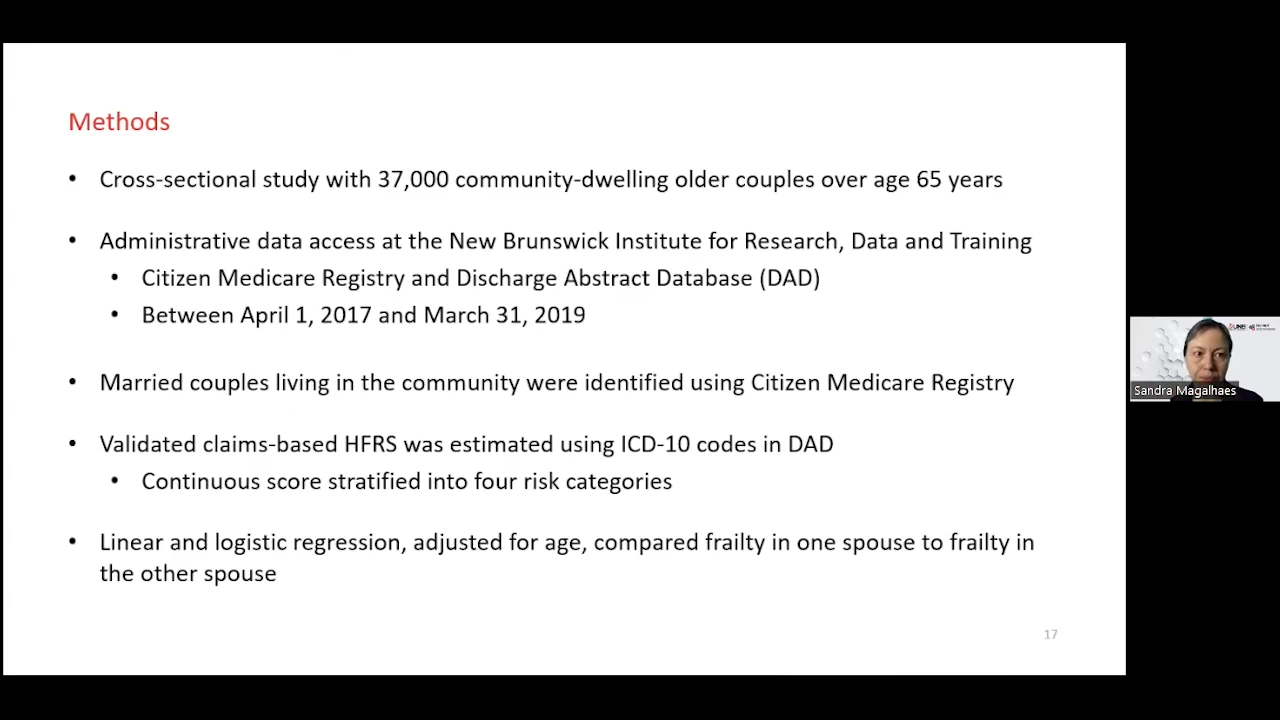 Methods
• Cross-sectional study with 37,000 community-dwelling older couples over age 65 years
• Administrative data access at the New Brunswick Institute for Research, Data and Training
• Citizen Medicare Registry and Discharge Abstract Database (DAD)
• Between April 1, 2017 and March 31, 2019
• Married couples living in the community were identified using Citizen Medicare Registry
• Validated claims-based HFRS was estimated using ICD-10 codes in DAD
• Continuous score stratified into four risk categories
• Linear and logistic regression, adjusted for age, compared frailty in one spouse to frailty in
the other spouse
17
UNB
Sandra Magalhaes